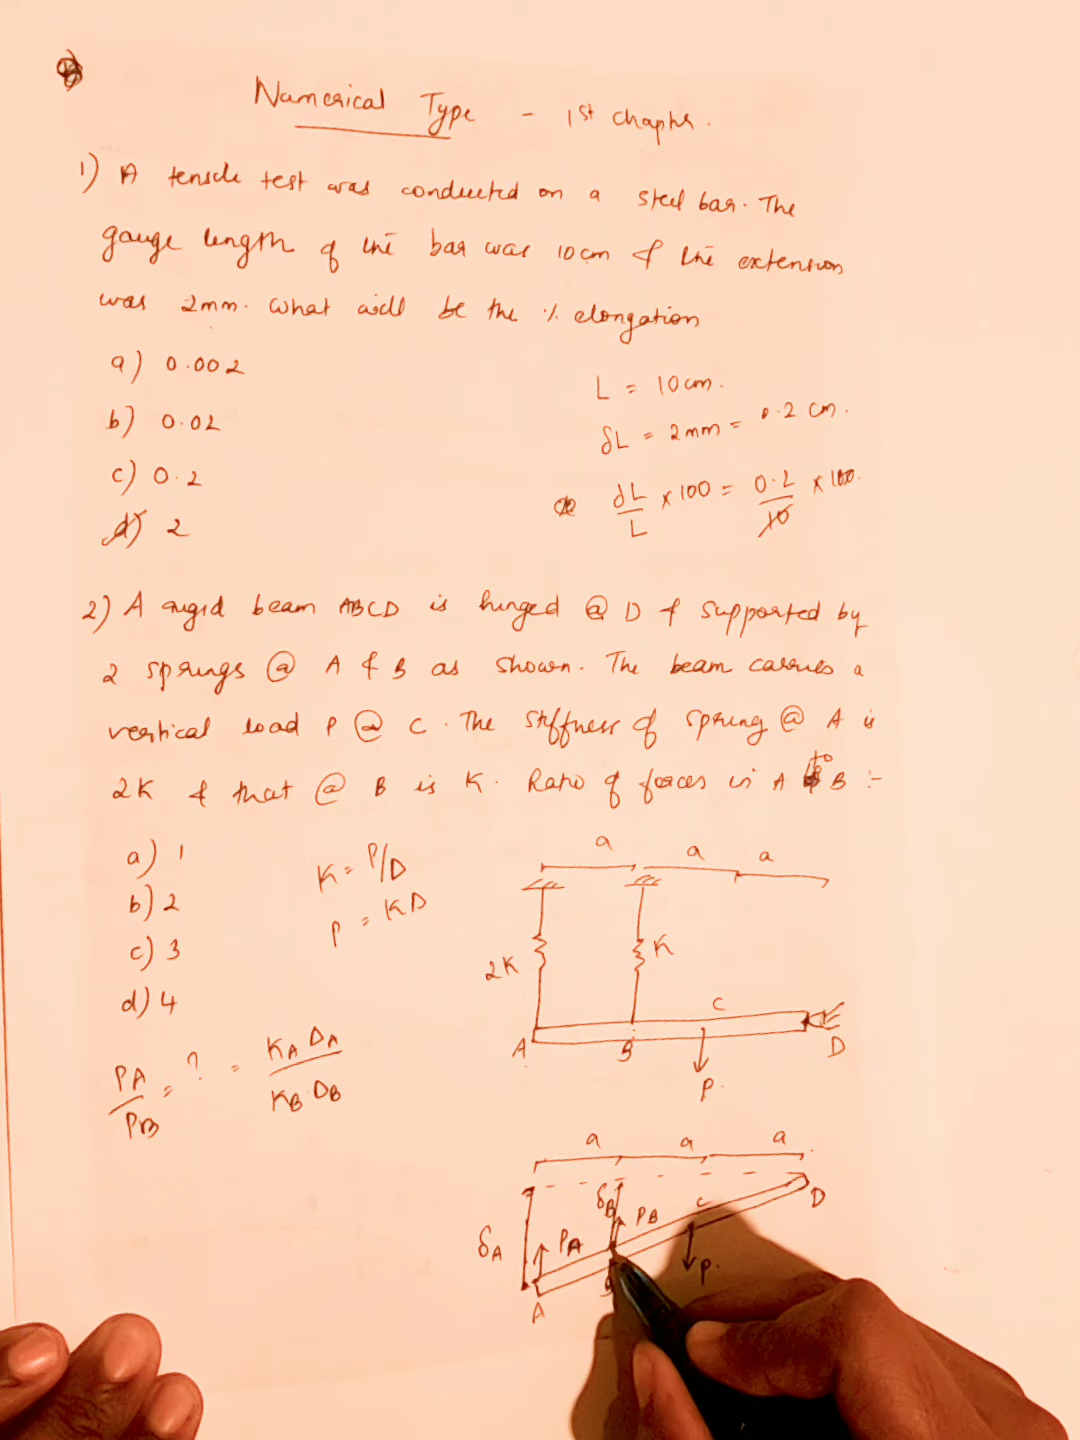 Numerical Type - 1st chapter.
1) A tensile test was conducted on a steel bar. The
gauge length of the bar was 10cm & the extension
was 2mm. What will be the % elongation
a) 0.002
b) 0.02
c) 0.2
d) 2
L = 10cm.
δL = 2mm = 0.2 cm.
dL/L x 100 = 0.2/10 x 100.
2) A rigid beam ABCD is hinged @ D & supported by
2 springs @ A & B as shown. The beam carries a
vertical load P @ C. The stiffness of spring @ A is
2K & that @ B is K. Ratio of forces in A to B :-
a) 1
b) 2
c) 3
d) 4
K = P/D
P = KD
PA/PB = ? = KA DA/KB DB
a a a
2K K
A B C D
P.
a a a
δA PA δB PB C D
P.
A